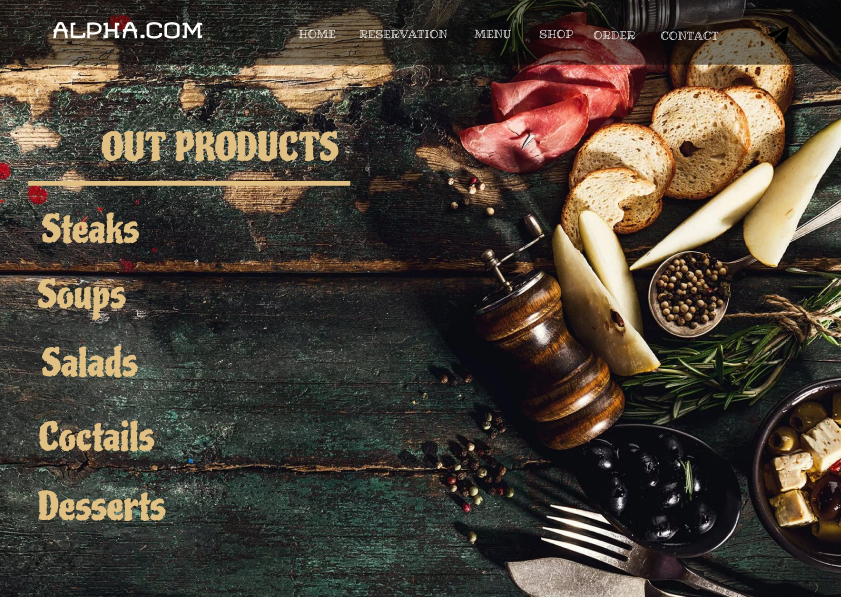 ALPHA.COM
HOME RESERVATION MENU SHOP ORDER CONTACT
OUT PRODUCTS
Steaks
Soups
Salads
Coctails
Desserts